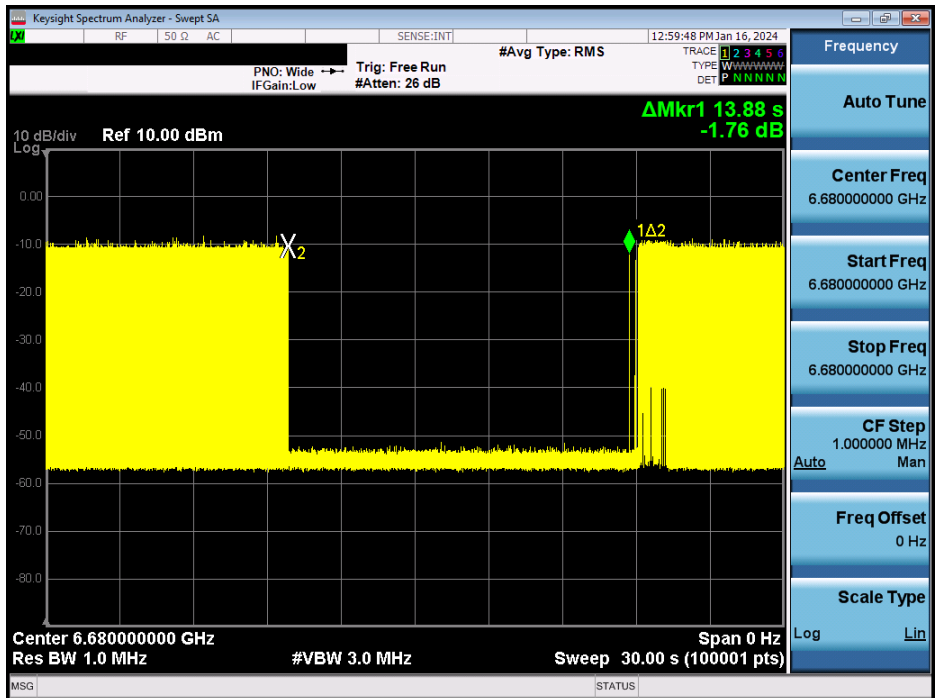 Keysight Spectrum Analyzer - Swept SA
LXI RF 50 Ω AC SENSE:INT 12:59:48 PM Jan 16, 2024
#Avg Type: RMS TRACE 1 2 3 4 5 6
PNO: Wide Trig: Free Run TYPE WWWWWW
IFGain:Low #Atten: 26 dB DET P N N N N N
ΔMkr1 13.88 s
-1.76 dB
10 dB/div Ref 10.00 dBm
Log
0.00
-10.0
-20.0
-30.0
-40.0
-50.0
-60.0
-70.0
-80.0
2
1Δ2
Center 6.680000000 GHz Span 0 Hz
Res BW 1.0 MHz #VBW 3.0 MHz Sweep 30.00 s (100001 pts)
MSG STATUS
Frequency
Auto Tune
Center Freq
6.680000000 GHz
Start Freq
6.680000000 GHz
Stop Freq
6.680000000 GHz
CF Step
1.000000 MHz
Auto Man
Freq Offset
0 Hz
Scale Type
Log Lin